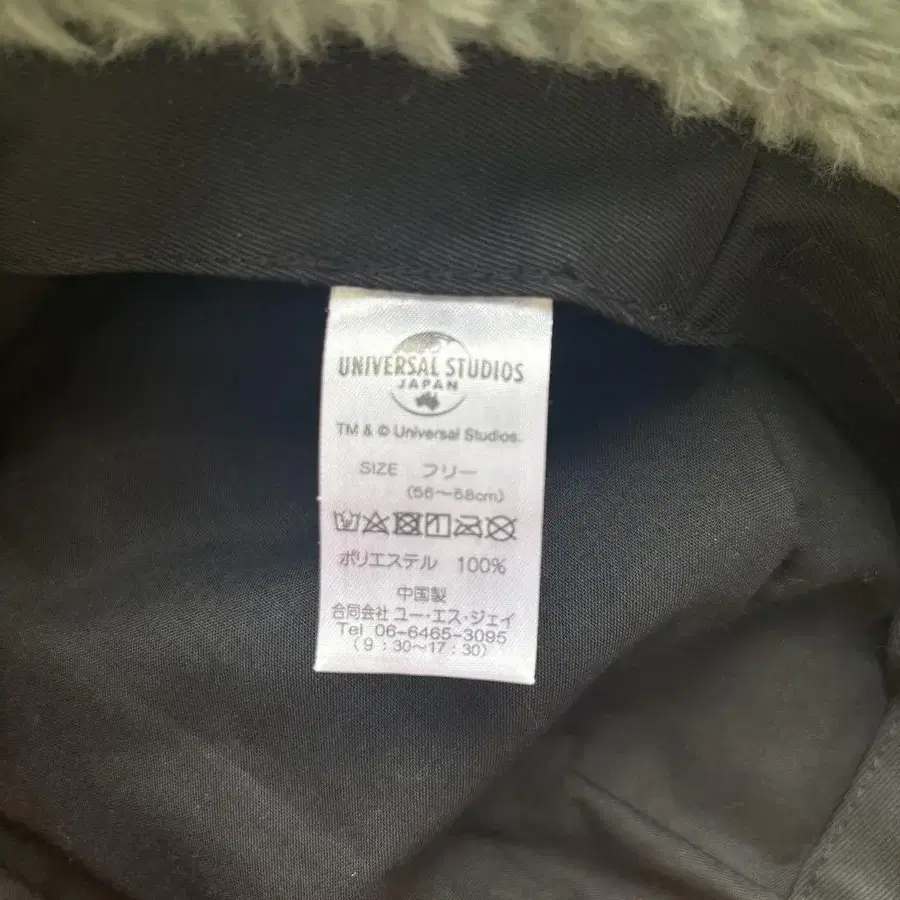 UNIVERSAL STUDIOS
JAPAN
TM & © Universal Studios.
SIZE フリー
(56～58cm)
ポリエステル 100%
中国製
合同会社 ユー・エス・ジェイ
Tel 06-6465-3095
(9:30～17:30)